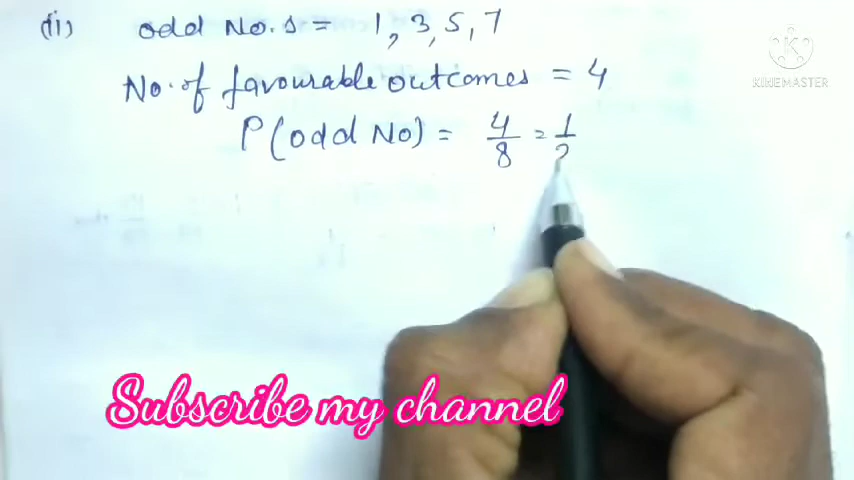 (ii) odd No.s = 1, 3, 5, 7
No. of favourable outcomes = 4
P(odd No) = 4/8 = 1/2
KINEMASTER
Subscribe my channel